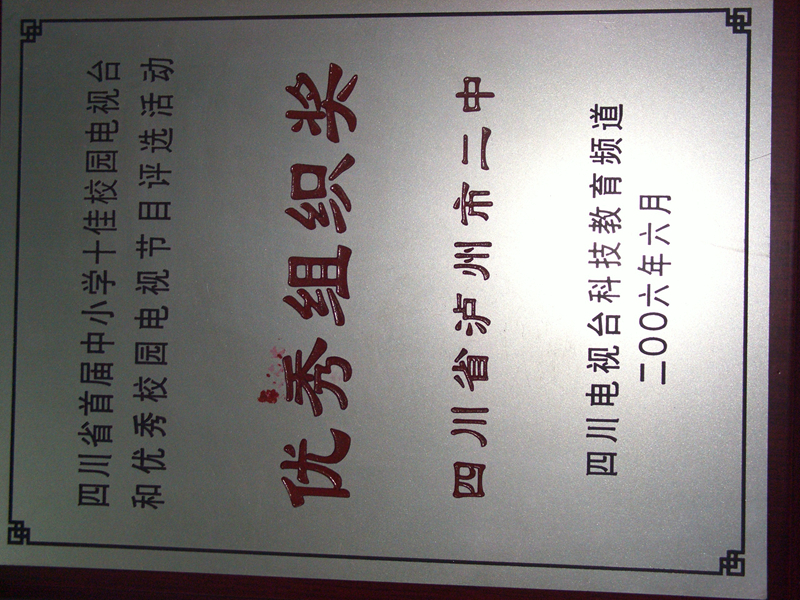 四川省首届中小学十佳校园电视台
和优秀校园电视节目评选活动
优秀组织奖
四川省泸州市二中
四川电视台科技教育频道
二OO六年六月